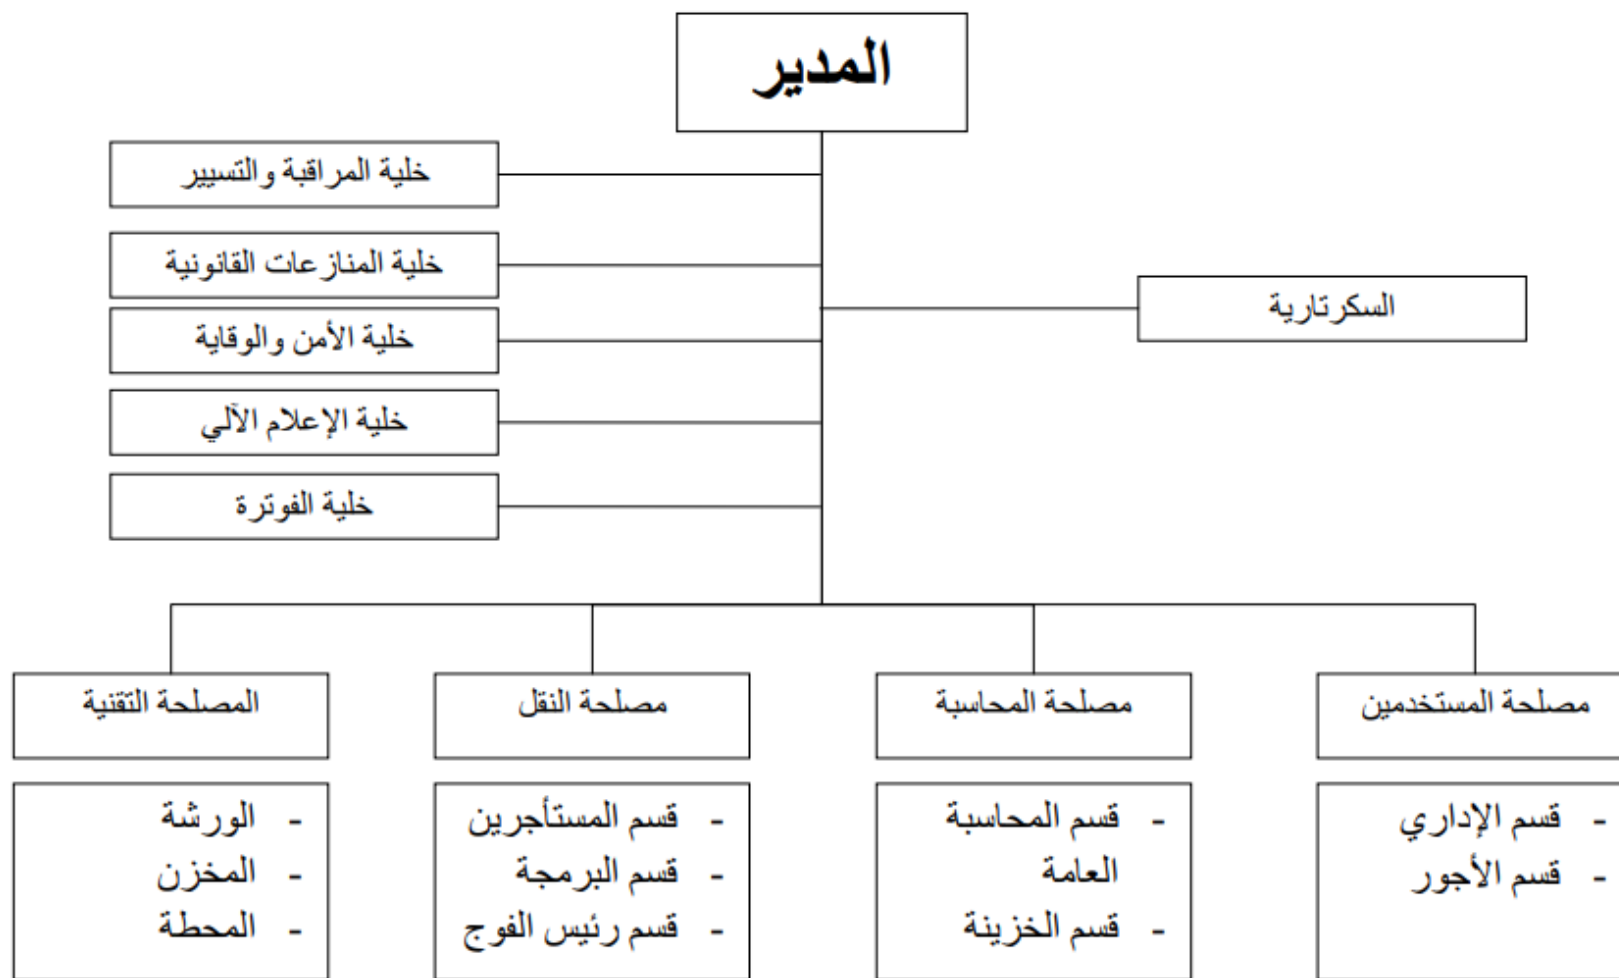 المدير
خلية المراقبة والتسيير
خلية المنازعات القانونية
السكرتارية
خلية الأمن والوقاية
خلية الإعلام الآلي
خلية الفوترة
مصلحة المستخدمين
مصلحة المحاسبة
مصلحة النقل
المصلحة التقنية
- قسم الإداري
- قسم الأجور
- قسم المحاسبة
العامة
- قسم الخزينة
- قسم المستأجرين
- قسم البرمجة
- قسم رئيس الفوج
- الورشة
- المخزن
- المحطة